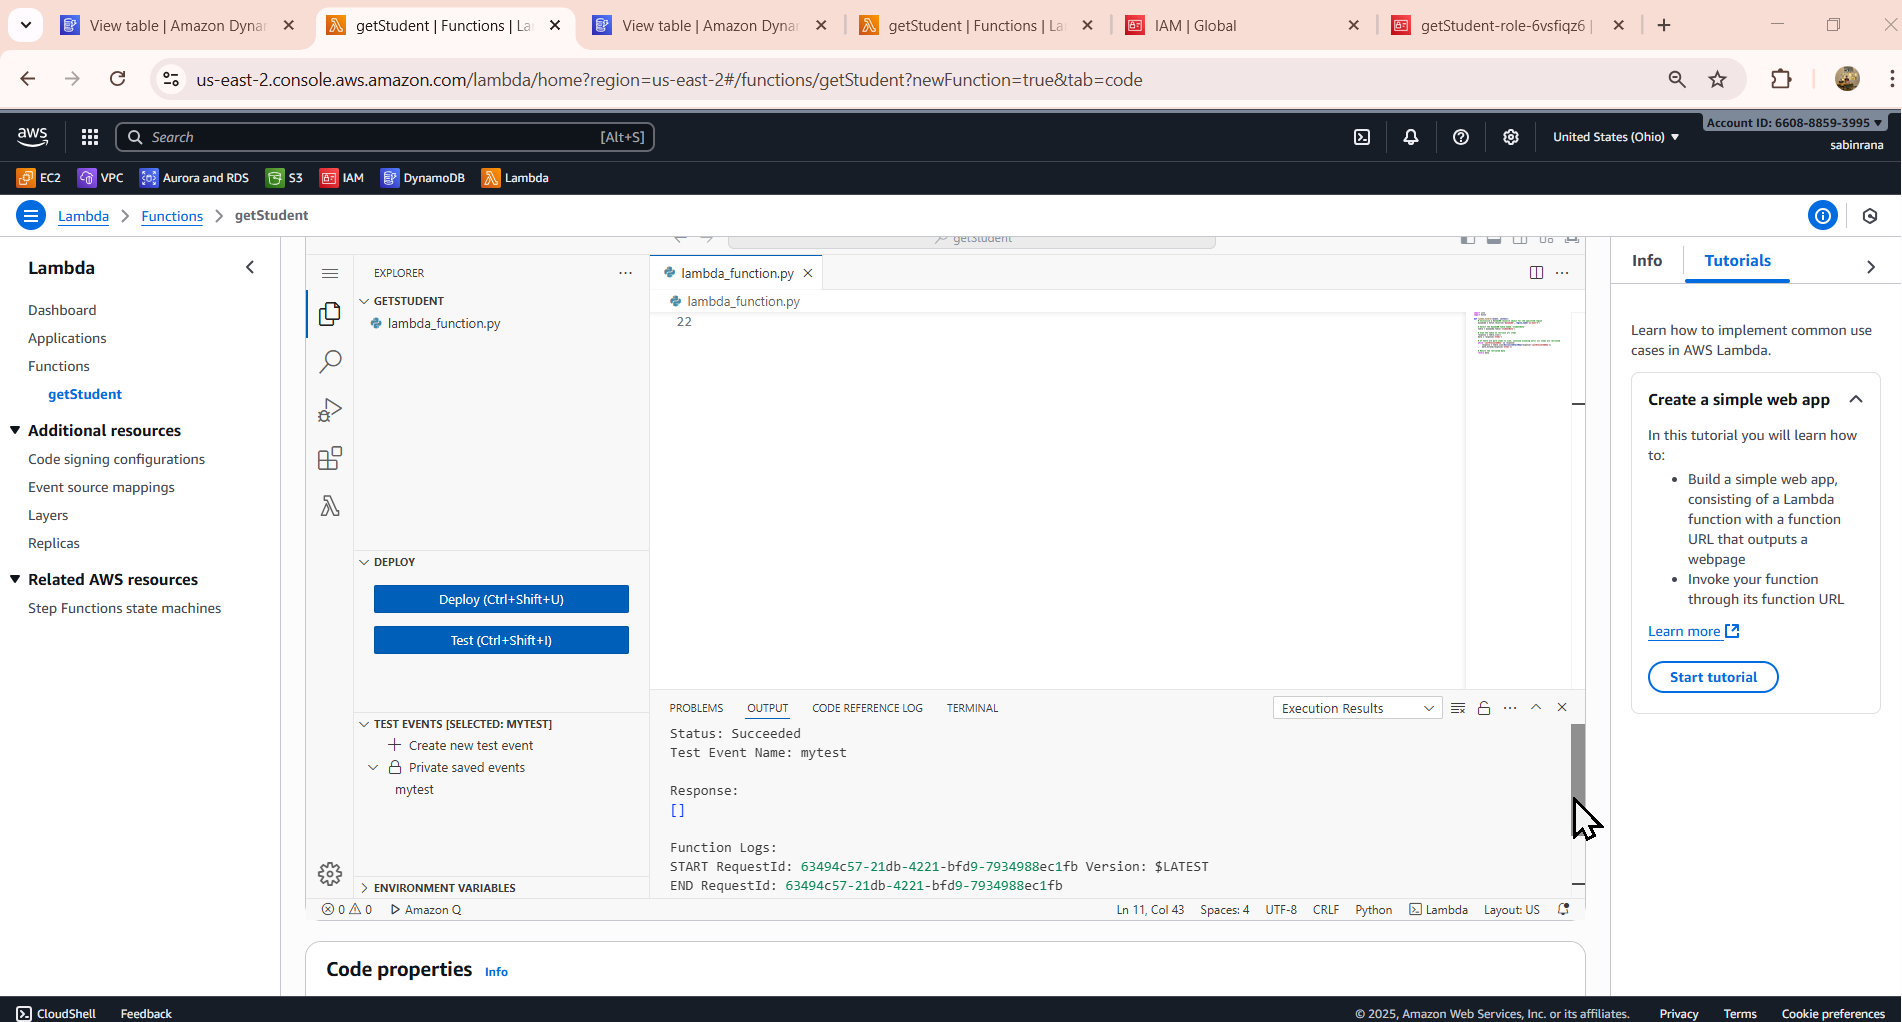 View table | Amazon Dyna
getStudent | Functions | La
View table | Amazon Dyna
getStudent | Functions | La
IAM | Global
getStudent-role-6vsfiqz6 |
us-east-2.console.aws.amazon.com/lambda/home?region=us-east-2#/functions/getStudent?newFunction=true&tab=code
aws
Search
[Alt+S]
United States (Ohio)
Account ID: 6608-8859-3995
sabinrana
EC2
VPC
Aurora and RDS
S3
IAM
DynamoDB
Lambda
Lambda > Functions > getStudent
Lambda
Dashboard
Applications
Functions
getStudent
Additional resources
Code signing configurations
Event source mappings
Layers
Replicas
Related AWS resources
Step Functions state machines
getStudent
EXPLORER
GETSTUDENT
lambda_function.py
DEPLOY
Deploy (Ctrl+Shift+U)
Test (Ctrl+Shift+I)
TEST EVENTS [SELECTED: MYTEST]
Create new test event
Private saved events
mytest
ENVIRONMENT VARIABLES
lambda_function.py
lambda_function.py
22
PROBLEMS
OUTPUT
CODE REFERENCE LOG
TERMINAL
Execution Results
Status: Succeeded
Test Event Name: mytest
Response:
[]
Function Logs:
START RequestId: 63494c57-21db-4221-bfd9-7934988ec1fb Version: $LATEST
END RequestId: 63494c57-21db-4221-bfd9-7934988ec1fb
0 0 Amazon Q
Ln 11, Col 43
Spaces: 4
UTF-8
CRLF
Python
Lambda
Layout: US
Code properties Info
Info
Tutorials
Learn how to implement common use
cases in AWS Lambda.
Create a simple web app
In this tutorial you will learn how
to:
• Build a simple web app,
consisting of a Lambda
function with a function
URL that outputs a
webpage
• Invoke your function
through its function URL
Learn more
Start tutorial
CloudShell
Feedback
© 2025, Amazon Web Services, Inc. or its affiliates.
Privacy
Terms
Cookie preferences